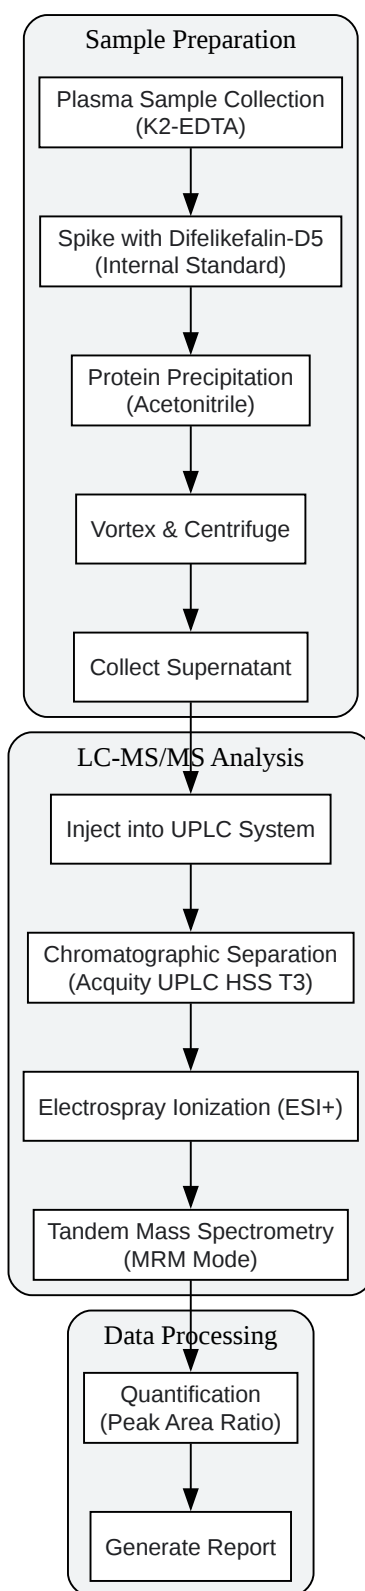 Sample Preparation
Plasma Sample Collection
(K2-EDTA)
Spike with Difelikefalin-D5
(Internal Standard)
Protein Precipitation
(Acetonitrile)
Vortex & Centrifuge
Collect Supernatant
LC-MS/MS Analysis
Inject into UPLC System
Chromatographic Separation
(Acquity UPLC HSS T3)
Electrospray Ionization (ESI+)
Tandem Mass Spectrometry
(MRM Mode)
Data Processing
Quantification
(Peak Area Ratio)
Generate Report